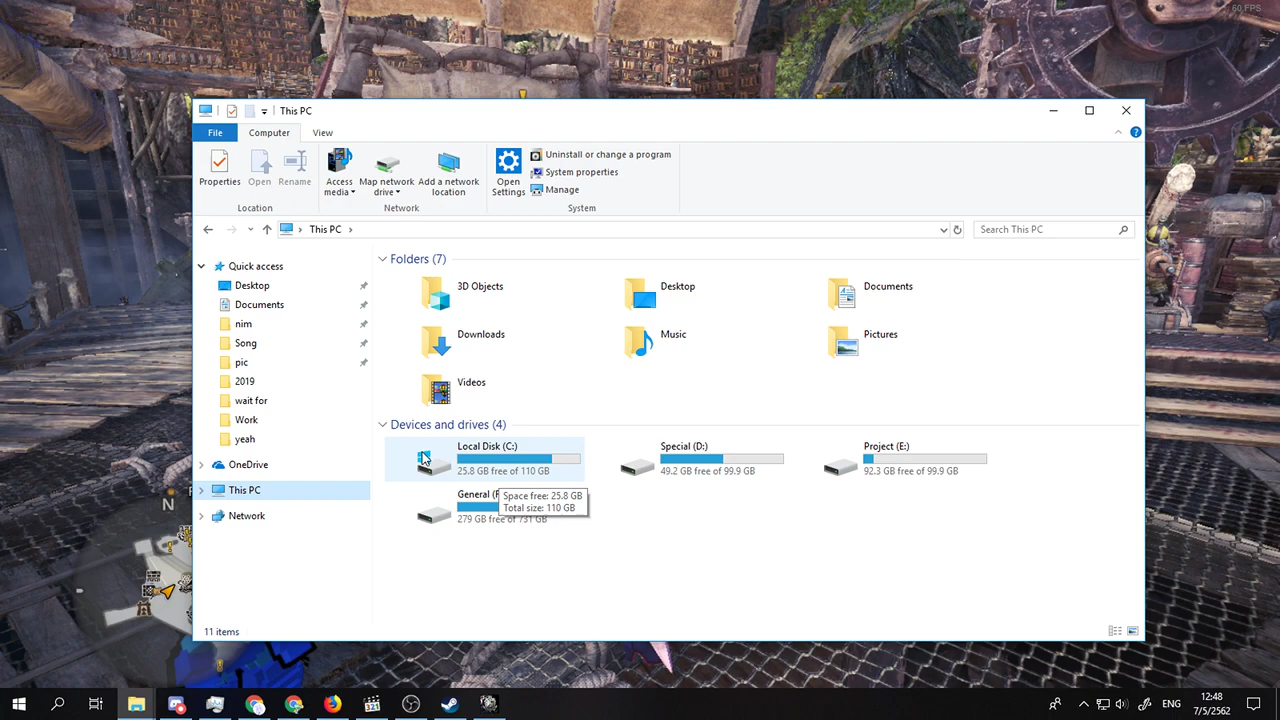 60 FPS
This PC
File Computer View
Properties Open Rename Access media Map network drive Add a network location Open Settings
Uninstall or change a program
System properties
Manage
Location Network System
This PC
Search This PC
Quick access
Desktop
Documents
nim
Song
pic
2019
wait for
Work
yeah
OneDrive
This PC
Network
Folders (7)
3D Objects
Desktop
Documents
Downloads
Music
Pictures
Videos
Devices and drives (4)
Local Disk (C:)
25.8 GB free of 110 GB
Special (D:)
49.2 GB free of 99.9 GB
Project (E:)
92.3 GB free of 99.9 GB
General (F
279 GB free of 731 GB
Space free: 25.8 GB
Total size: 110 GB
11 items
N
321
ENG
12:48
7/5/2562